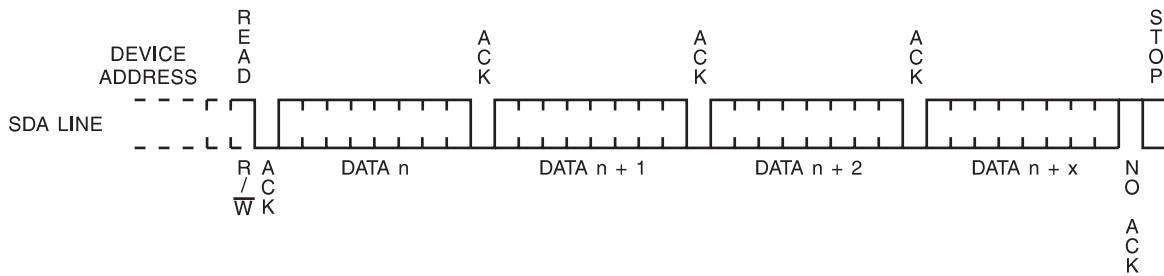 READ
ACK
ACK
ACK
STOP
DEVICE
ADDRESS
SDA LINE
R/W
ACK
DATA n
DATA n + 1
DATA n + 2
DATA n + x
NO ACK